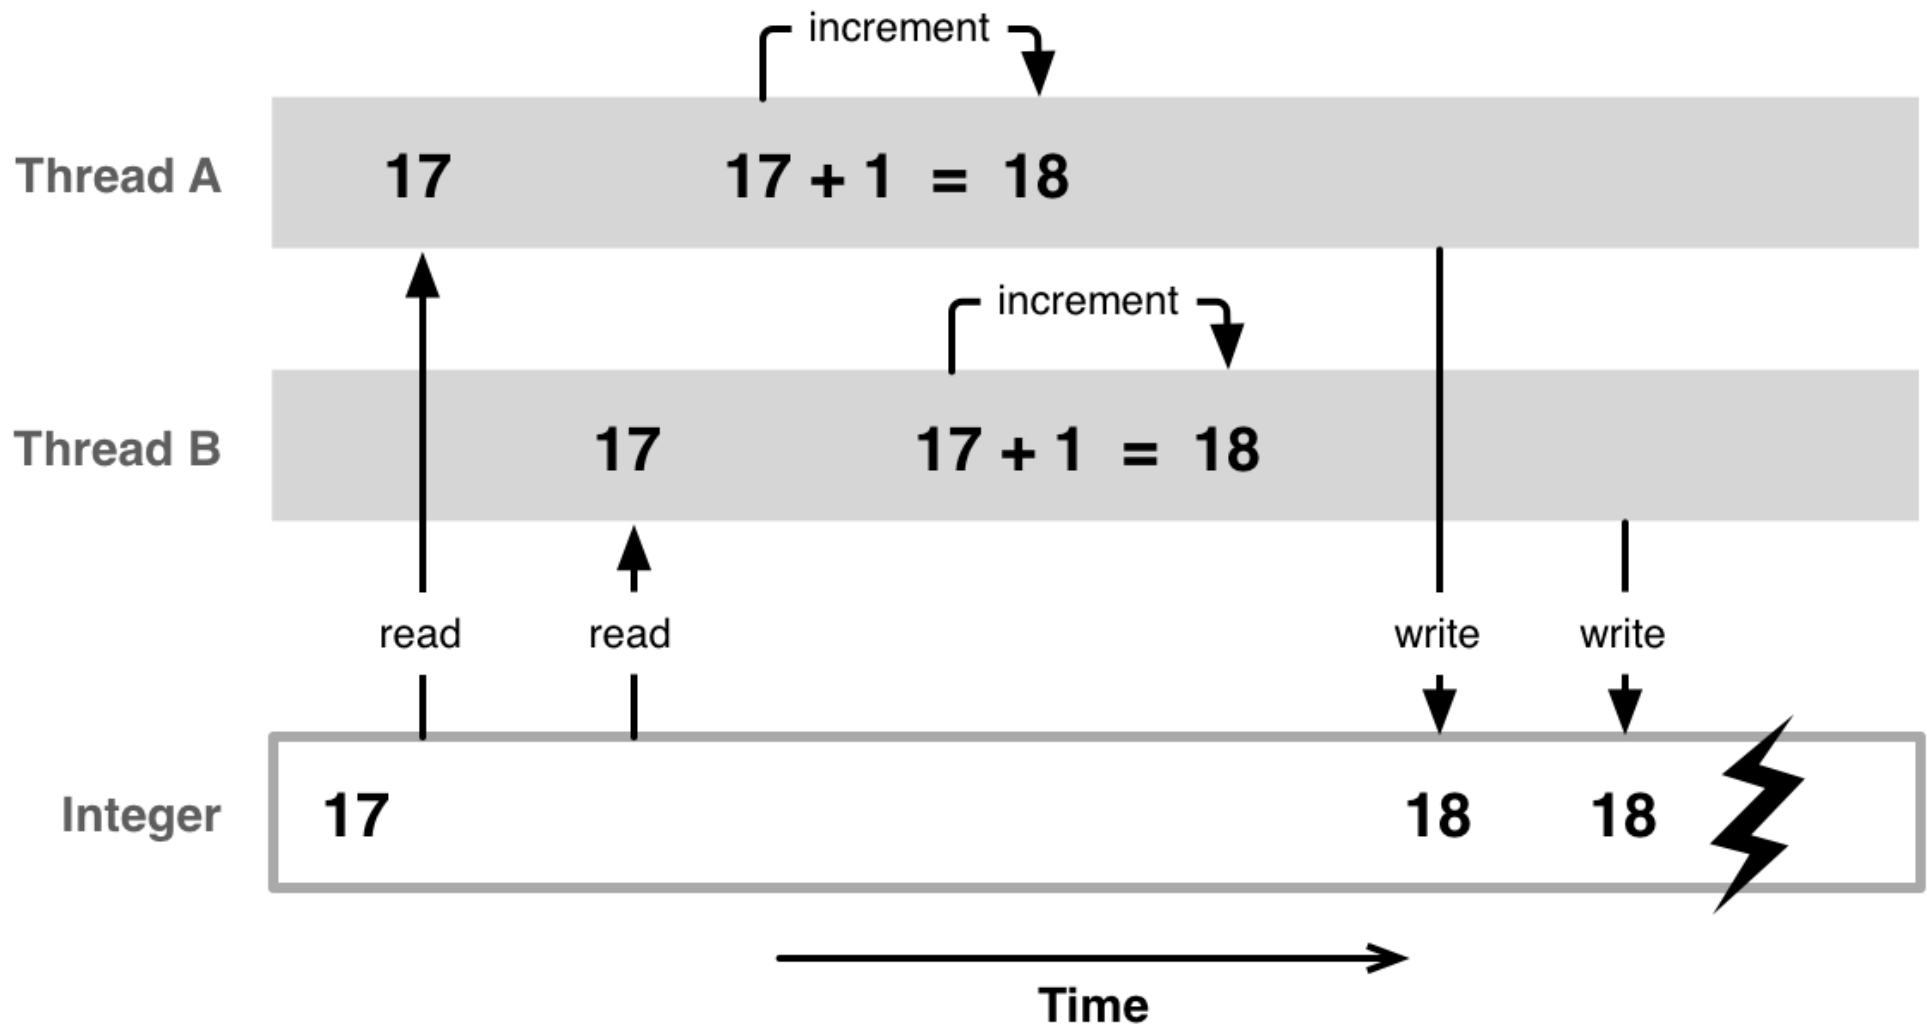 increment
Thread A 17 17 + 1 = 18
increment
Thread B 17 17 + 1 = 18
read read write write
Integer 17 18 18
Time